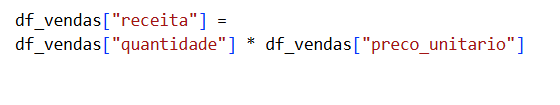 df_vendas["receita"] =
df_vendas["quantidade"] * df_vendas["preco_unitario"]